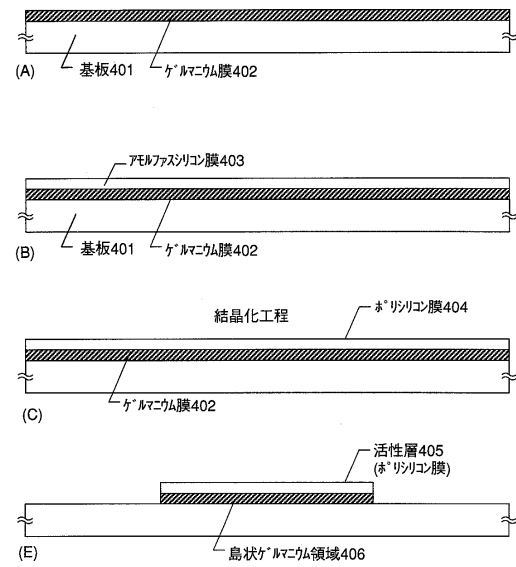 基板401
ｹﾞﾙﾏﾆｳﾑ膜402
(A)
ｱﾓﾙﾌｧｽｼﾘｺﾝ膜403
基板401
ｹﾞﾙﾏﾆｳﾑ膜402
(B)
結晶化工程
ﾎﾟﾘｼﾘｺﾝ膜404
ｹﾞﾙﾏﾆｳﾑ膜402
(C)
活性層405
(ﾎﾟﾘｼﾘｺﾝ膜)
島状ｹﾞﾙﾏﾆｳﾑ領域406
(E)